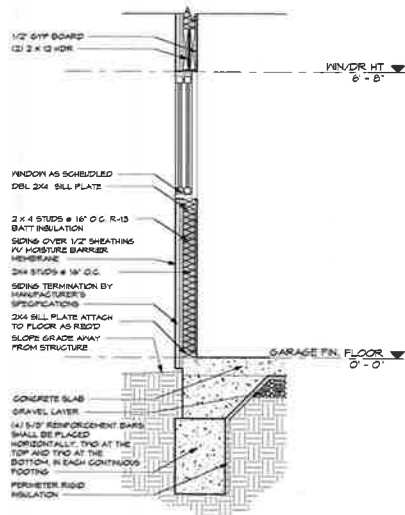 1/2" GYP BOARD
(2) 2 X 12 HDR
WIN/DR HT
6' - 8"
WINDOW AS SCHEUDLED
DBL 2X4 SILL PLATE
2 X 4 STUDS @ 16" O.C. R-13
BATT INSULATION
SIDING OVER 1/2" SHEATHING
W/ MOISTURE BARRIER
MEMBRANE
2X4 STUDS @ 16" O.C.
SIDING TERMINATION BY
MANUFACTURER'S
SPECIFICATIONS
2X4 SILL PLATE ATTACH
TO FLOOR AS REQ'D
SLOPE GRADE AWAY
FROM STRUCTURE
GARAGE FIN. FLOOR
0' - 0"
CONCRETE SLAB
GRAVEL LAYER
(4) 5/8" REINFORCEMENT BARS
SHALL BE PLACED
HORIZONTALLY, TWO AT THE
TOP AND TWO AT THE
BOTTOM, IN EACH CONTINUOUS
FOOTING
PERIMETER RIGID
INSULATION